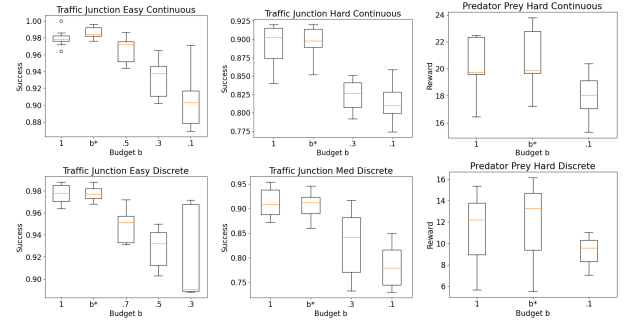 Traffic Junction Easy Continuous
1.00
0.98
0.96
0.94
0.92
0.90
0.88
Success
1 b* .5 .3 .1
Budget b
Traffic Junction Hard Continuous
0.925
0.900
0.875
0.850
0.825
0.800
0.775
Success
1 b* .3 .1
Budget b
Predator Prey Hard Continuous
24
22
20
18
16
Reward
1 b* .1
Budget b
Traffic Junction Easy Discrete
0.98
0.96
0.94
0.92
0.90
Success
1 b* .7 .5 .3
Budget b
Traffic Junction Med Discrete
0.95
0.90
0.85
0.80
0.75
Success
1 b* .3 .1
Budget b
Predator Prey Hard Discrete
16
14
12
10
8
6
Reward
1 b* .1
Budget b